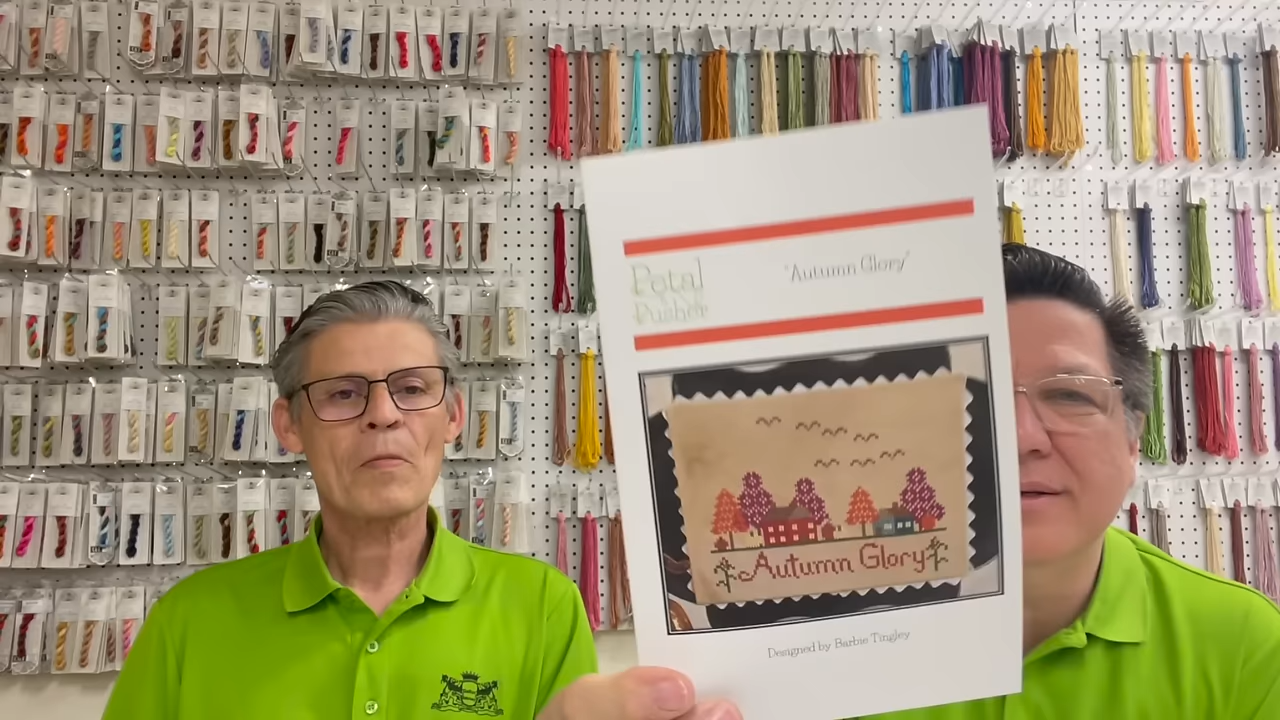 "Autumn Glory"
Petal
Pusher
Autumn Glory
Designed by Barbie Tingley